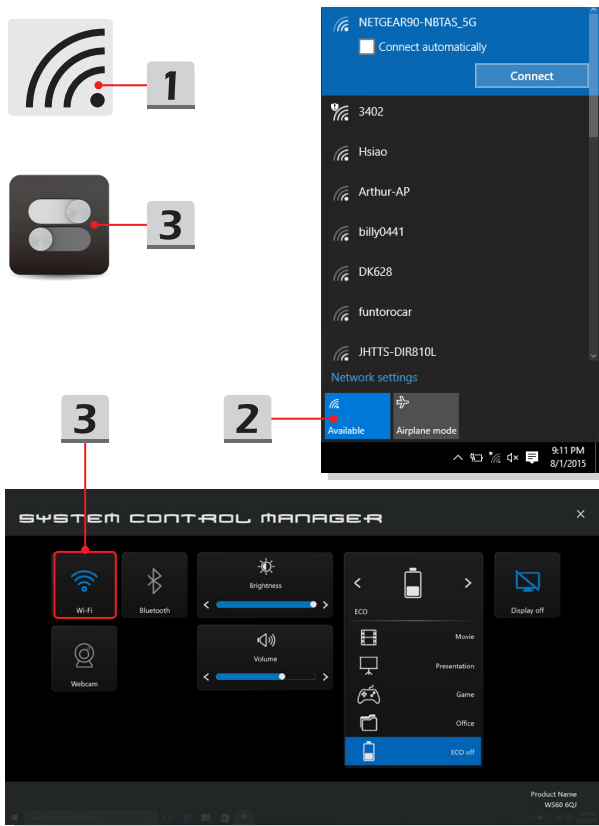 1
3
NETGEAR90-NBTAS_5G
Connect automatically
Connect
3402
Hsiao
Arthur-AP
billy0441
DK628
funtorocar
JHTTS-DIR810L
Network settings
Available
Airplane mode
9:11 PM
8/1/2015
3
2
SYSTEM CONTROL MANAGER
Wi-Fi
Bluetooth
Brightness
ECO
Display off
Movie
Webcam
Volume
Presentation
Game
Office
ECO off
Product Name
WS60 6QJ